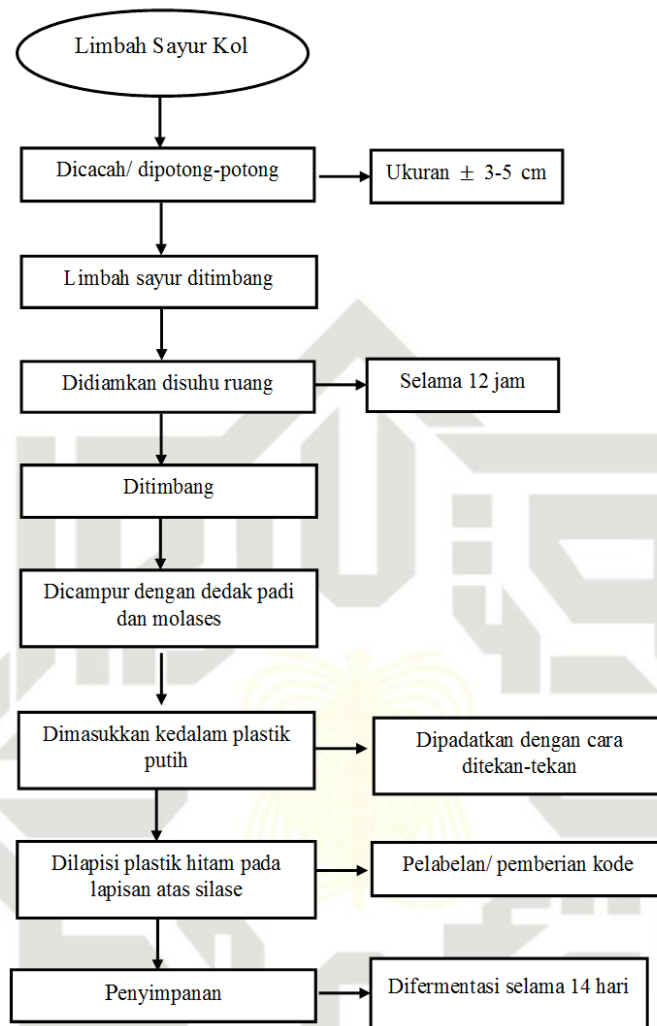 Limbah Sayur Kol
Dicacah/ dipotong-potong
Ukuran ± 3-5 cm
Limbah sayur ditimbang
Didiamkan disuhu ruang
Selama 12 jam
Ditimbang
Dicampur dengan dedak padi
dan molases
Dimasukkan kedalam plastik
putih
Dipadatkan dengan cara
ditekan-tekan
Dilapisi plastik hitam pada
lapisan atas silase
Pelabelan/ pemberian kode
Penyimpanan
Difermentasi selama 14 hari